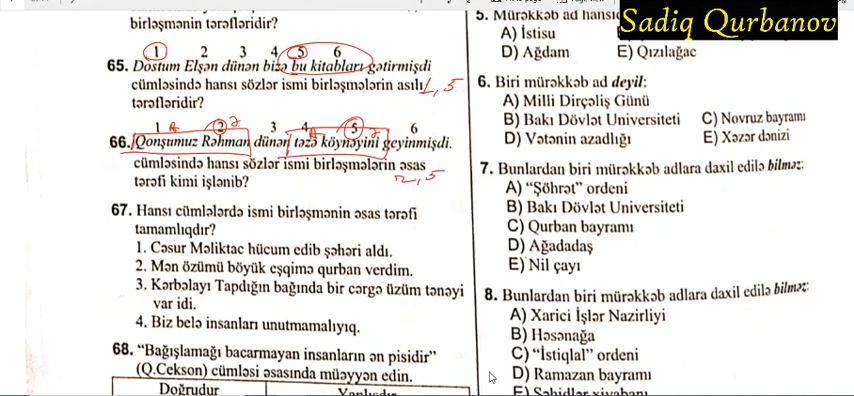 birləşmənin tərəfləridir?
1 2 3 4 5 6
65. Dostum Elşən dünən bizə bu kitabları gətirmişdi
cümləsində hansı sözlər ismi birləşmələrin asılı 1, 5
tərəfləridir?
1 A 2 Ə 3 4 A 5 Ə 6
66. Qonşumuz Rəhman dünən təzə köynəyini geyinmişdi.
cümləsində hansı sözlər ismi birləşmələrin əsas
tərəfi kimi işlənib? 2, 5
67. Hansı cümlələrdə ismi birləşmənin əsas tərəfi
tamamlıqdır?
1. Cəsur Məliktac hücum edib şəhəri aldı.
2. Mən özümü böyük eşqimə qurban verdim.
3. Kərbəlayı Tapdığın bağında bir cərgə üzüm tənəyi
var idi.
4. Biz belə insanları unutmamalıyıq.
68. “Bağışlamağı bacarmayan insanların ən pisidir”
(Q.Cekson) cümləsi əsasında müəyyən edin.
Doğrudur Yanlışdır
Sadiq Qurbanov
5. Mürəkkəb ad
A) İstisu
D) Ağdam E) Qızılağac
6. Biri mürəkkəb ad deyil:
A) Milli Dirçəliş Günü
B) Bakı Dövlət Universiteti C) Novruz bayramı
D) Vətənin azadlığı E) Xəzər dənizi
7. Bunlardan biri mürəkkəb adlara daxil edilə bilməz:
A) “Şöhrət” ordeni
B) Bakı Dövlət Universiteti
C) Qurban bayramı
D) Ağadadaş
E) Nil çayı
8. Bunlardan biri mürəkkəb adlara daxil edilə bilməz:
A) Xarici İşlər Nazirliyi
B) Həsənağa
C) “İstiqlal” ordeni
D) Ramazan bayramı
E) Şəhidlər xiyabanı